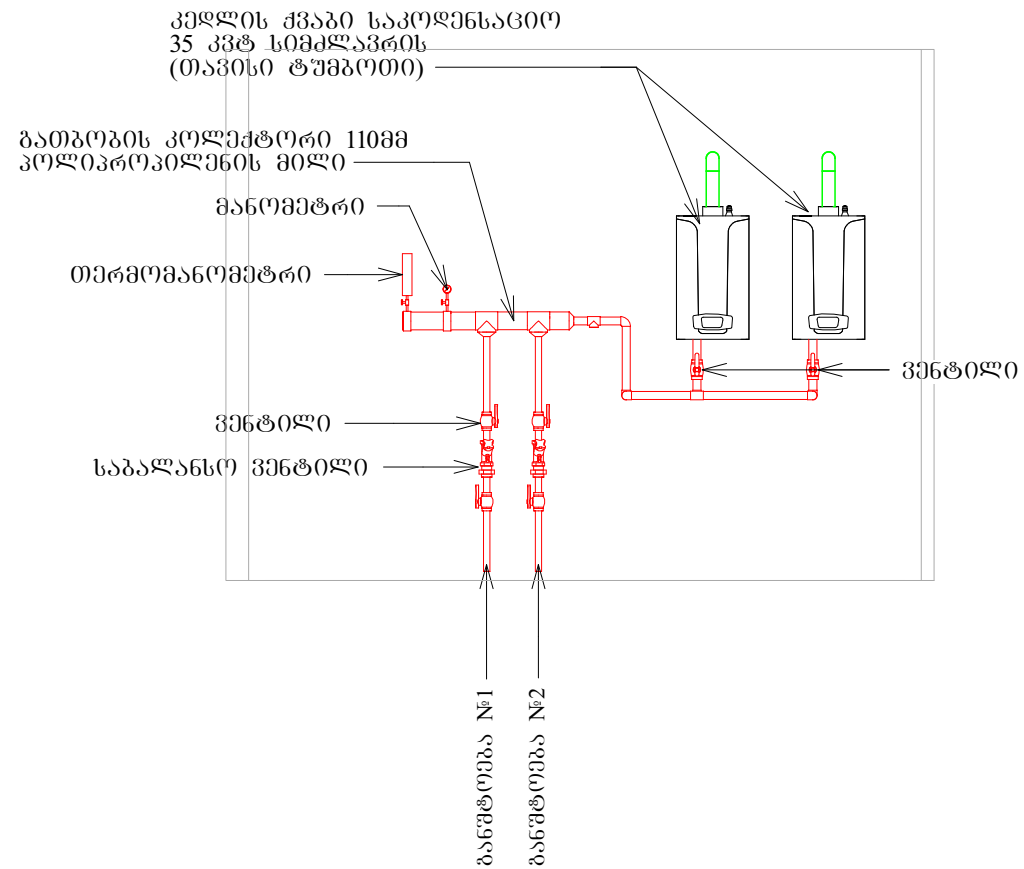 კედლის ქვაბი საკოდენსაციო
35 კვტ სიმძლავრის
(თავისი ტუმბოთი)
გათბობის კოლექტორი 110მმ
პოლიპროპილენის მილი
მანომეტრი
თერმომანომეტრი
ვენტილი
ვენტილი
საბალანსო ვენტილი
განშტოება №1
განშტოება №2